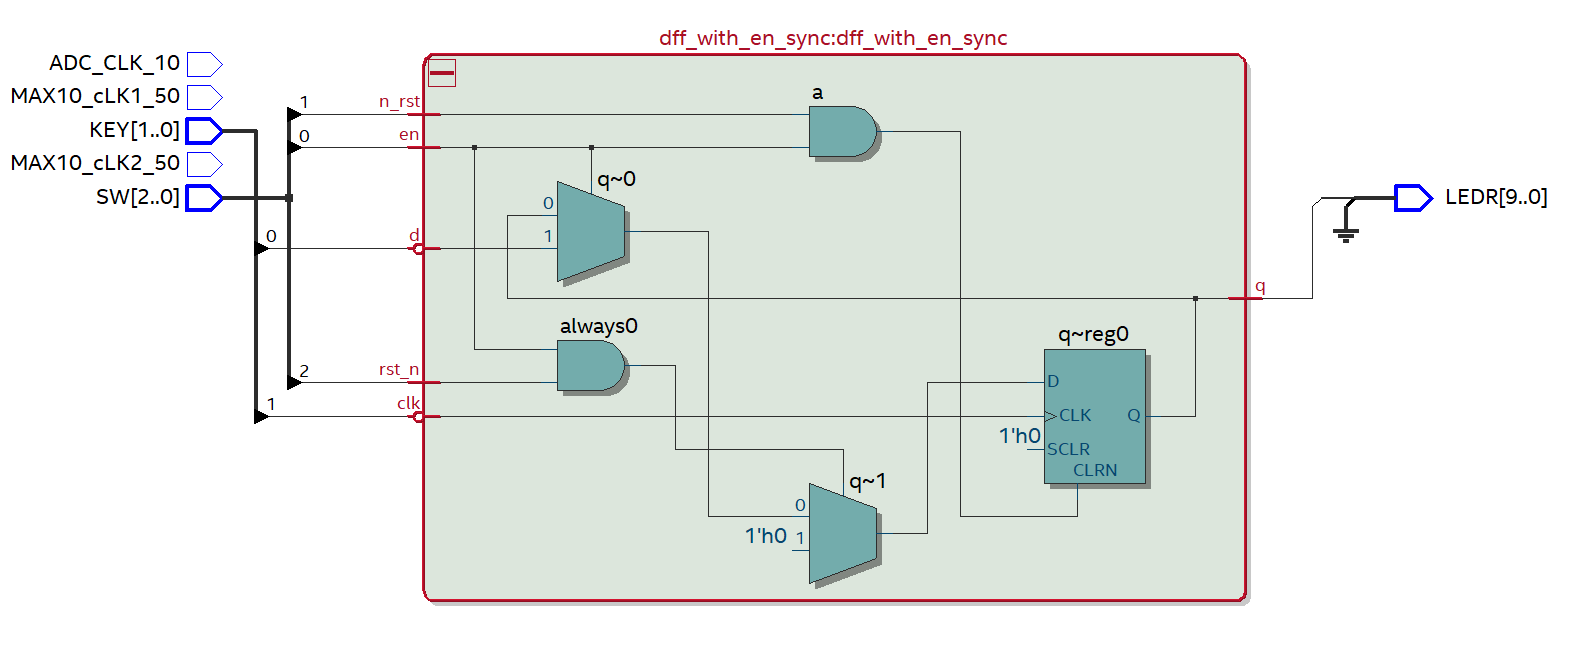 dff_with_en_sync:dff_with_en_sync
ADC_CLK_10
MAX10_cLK1_50
KEY[1..0]
MAX10_cLK2_50
SW[2..0]
1
n_rst
0
en
a
q~0
0
1
0
d
LEDR[9..0]
q
always0
q~reg0
2
rst_n
D
1
clk
CLK
Q
1'h0
SCLR
CLRN
q~1
0
1'h0
1